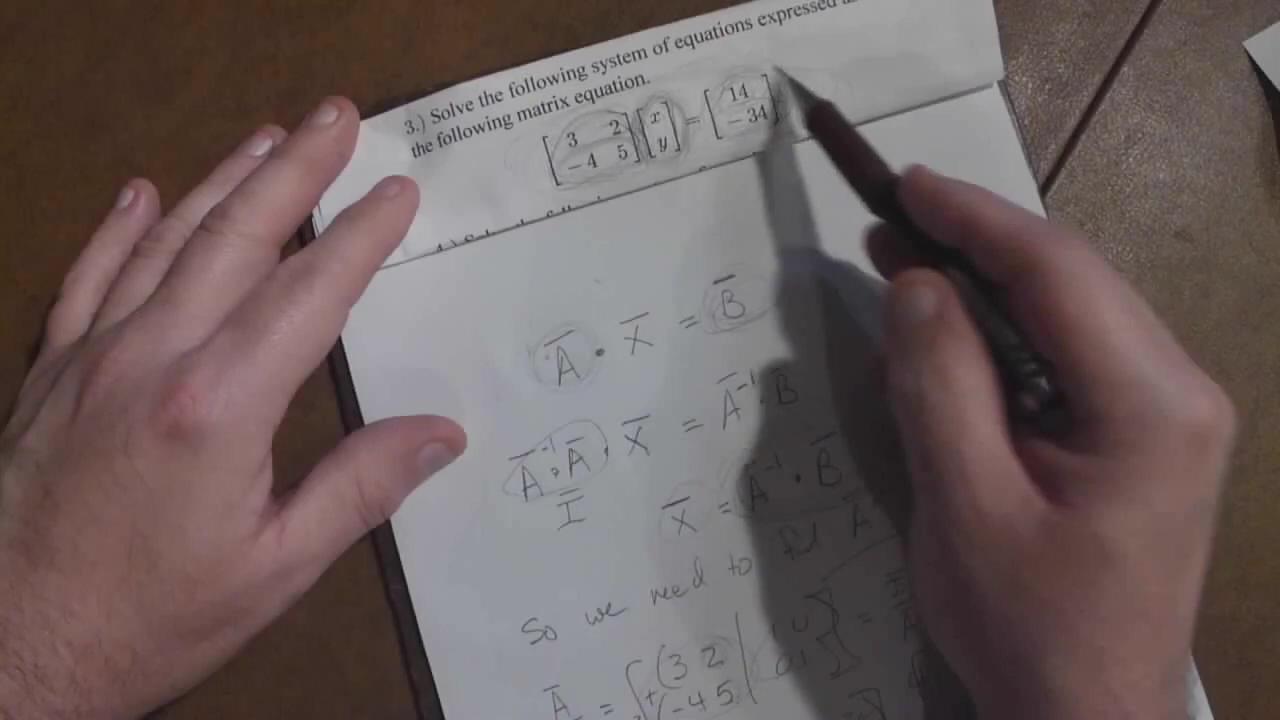 3.) Solve the following system of equations expressed
the following matrix equation.
[3 2] [x] = [14]
[-4 5] [y] [-34]
A̅ · X̅ = B̅
A̅⁻¹ · A̅ · X̅ = A̅⁻¹ · B̅
I̅ X̅ = A̅⁻¹ · B̅
So we need to find A̅
A̅ = [(3 2 | 1 0] =
(-4 5 | 0 1]